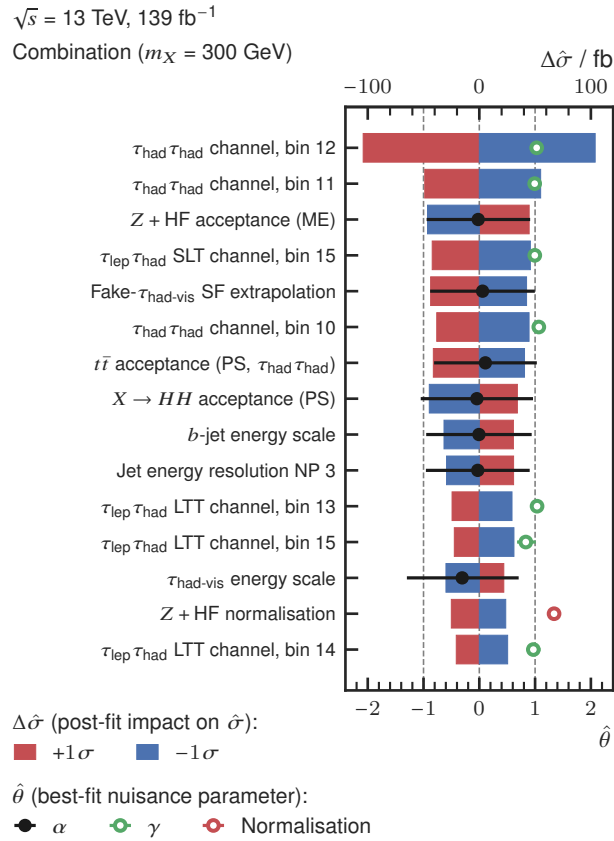 √s = 13 TeV, 139 fb⁻¹
Combination (m_X = 300 GeV)
Δσ̂ / fb
−100 0 100
τ_had τ_had channel, bin 12
τ_had τ_had channel, bin 11
Z + HF acceptance (ME)
τ_lep τ_had SLT channel, bin 15
Fake-τ_had-vis SF extrapolation
τ_had τ_had channel, bin 10
tt̄ acceptance (PS, τ_had τ_had)
X → HH acceptance (PS)
b-jet energy scale
Jet energy resolution NP 3
τ_lep τ_had LTT channel, bin 13
τ_lep τ_had LTT channel, bin 15
τ_had-vis energy scale
Z + HF normalisation
τ_lep τ_had LTT channel, bin 14
−2 −1 0 1 2
θ̂
Δσ̂ (post-fit impact on σ̂):
+1σ −1σ
θ̂ (best-fit nuisance parameter):
α γ Normalisation